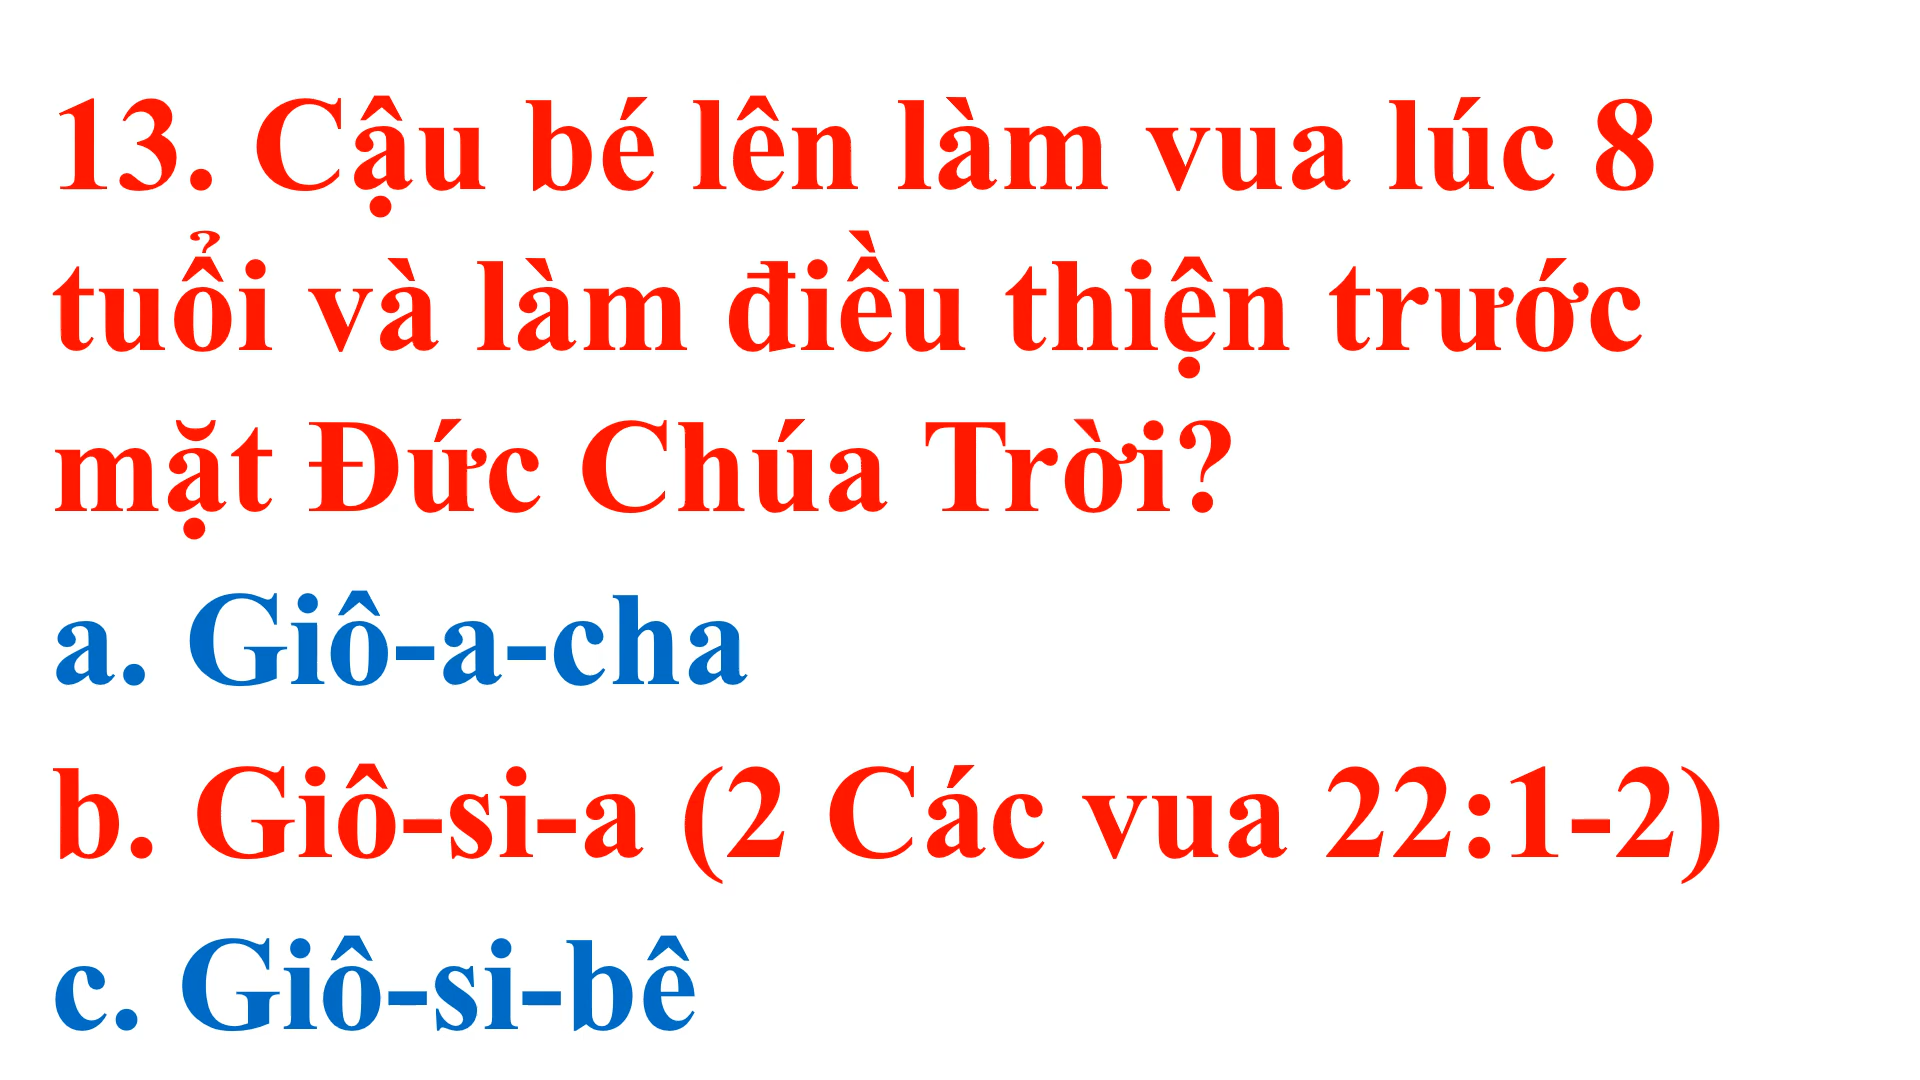 13. Cậu bé lên làm vua lúc 8
tuổi và làm điều thiện trước
mặt Đức Chúa Trời?
a. Giô-a-cha
b. Giô-si-a (2 Các vua 22:1-2)
c. Giô-si-bê